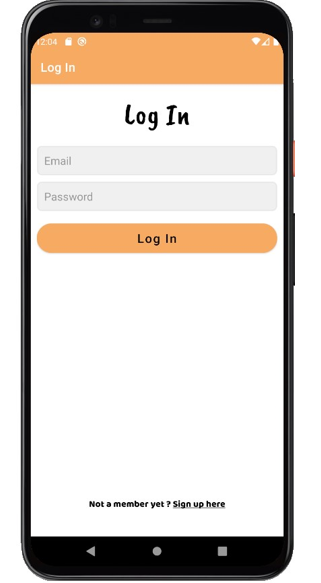 12:04
Log In
Log In
Email
Password
Log In
Not a member yet ? Sign up here